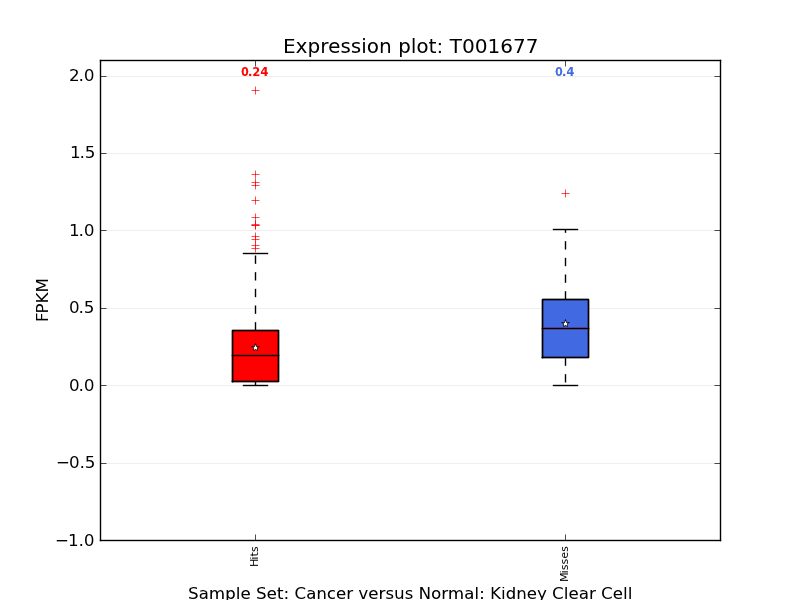 Expression plot: T001677
0.24 0.4
2.0
1.5
1.0
0.5
0.0
−0.5
−1.0
FPKM
Hits Misses
Sample Set: Cancer versus Normal: Kidney Clear Cell